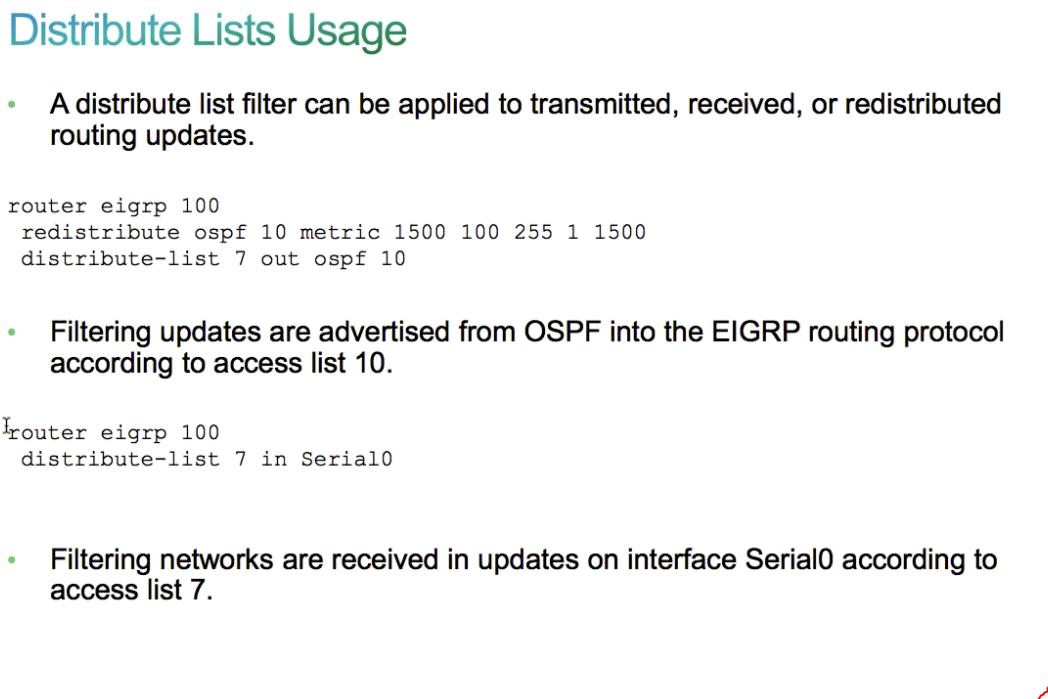 Distribute Lists Usage
• A distribute list filter can be applied to transmitted, received, or redistributed
routing updates.
router eigrp 100
redistribute ospf 10 metric 1500 100 255 1 1500
distribute-list 7 out ospf 10
• Filtering updates are advertised from OSPF into the EIGRP routing protocol
according to access list 10.
router eigrp 100
distribute-list 7 in Serial0
• Filtering networks are received in updates on interface Serial0 according to
access list 7.